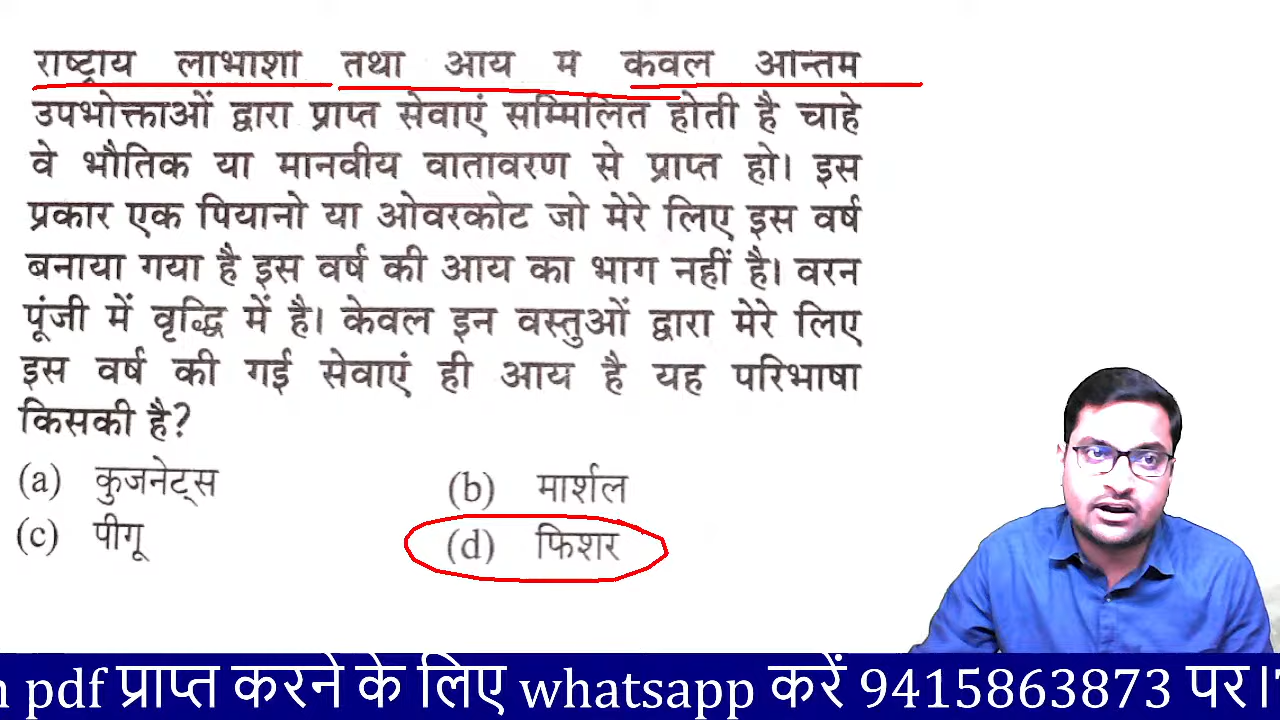 राष्ट्राय लाभाशा तथा आय म कवल आन्तम
उपभोक्ताओं द्वारा प्राप्त सेवाएं सम्मिलित होती है चाहे
वे भौतिक या मानवीय वातावरण से प्राप्त हो। इस
प्रकार एक पियानो या ओवरकोट जो मेरे लिए इस वर्ष
बनाया गया है इस वर्ष की आय का भाग नहीं है। वरन
पूंजी में वृद्धि में है। केवल इन वस्तुओं द्वारा मेरे लिए
इस वर्ष की गई सेवाएं ही आय है यह परिभाषा
किसकी है?
(a) कुजनेट्स (b) मार्शल
(c) पीगू (d) फिशर
pdf प्राप्त करने के लिए whatsapp करें 9415863873 पर।